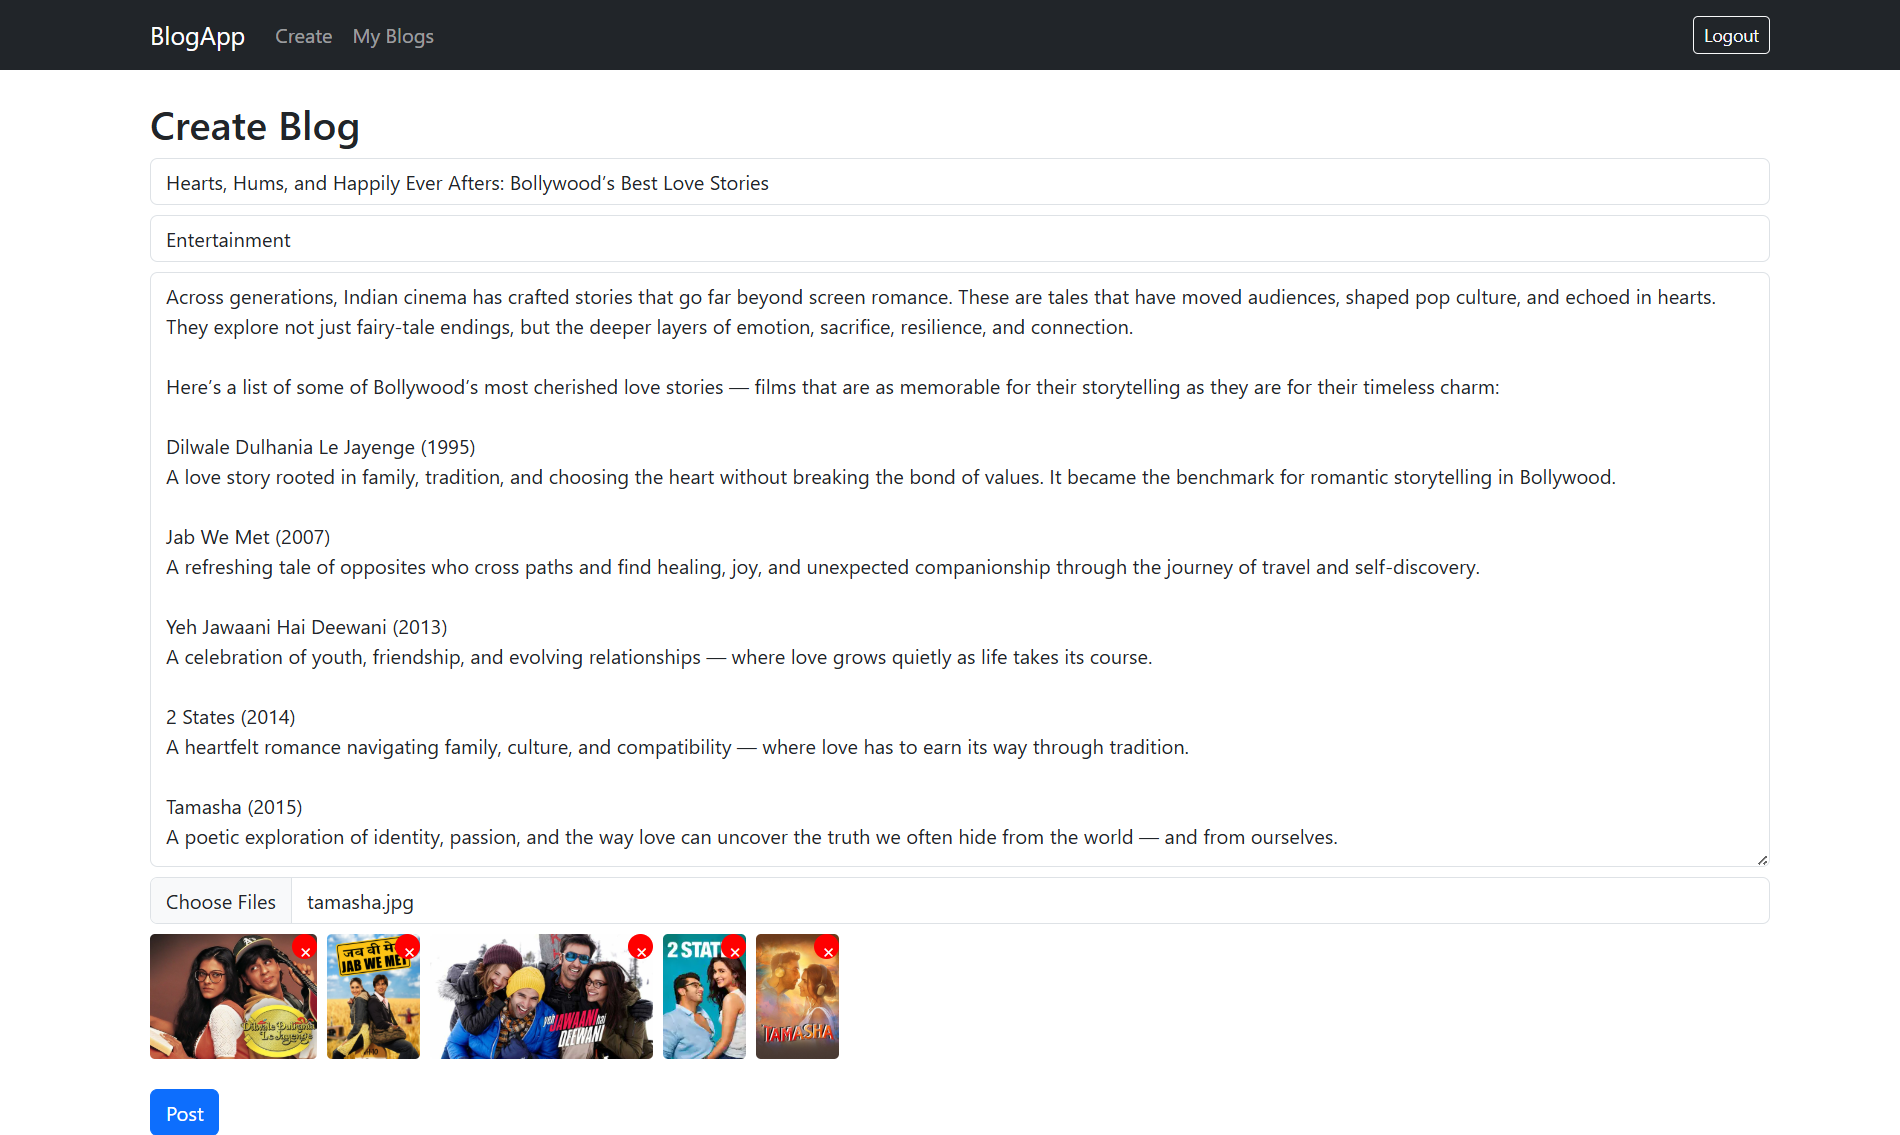 BlogApp Create My Blogs Logout
Create Blog
Hearts, Hums, and Happily Ever Afters: Bollywood’s Best Love Stories
Entertainment
Across generations, Indian cinema has crafted stories that go far beyond screen romance. These are tales that have moved audiences, shaped pop culture, and echoed in hearts.
They explore not just fairy-tale endings, but the deeper layers of emotion, sacrifice, resilience, and connection.
Here’s a list of some of Bollywood’s most cherished love stories — films that are as memorable for their storytelling as they are for their timeless charm:
Dilwale Dulhania Le Jayenge (1995)
A love story rooted in family, tradition, and choosing the heart without breaking the bond of values. It became the benchmark for romantic storytelling in Bollywood.
Jab We Met (2007)
A refreshing tale of opposites who cross paths and find healing, joy, and unexpected companionship through the journey of travel and self-discovery.
Yeh Jawaani Hai Deewani (2013)
A celebration of youth, friendship, and evolving relationships — where love grows quietly as life takes its course.
2 States (2014)
A heartfelt romance navigating family, culture, and compatibility — where love has to earn its way through tradition.
Tamasha (2015)
A poetic exploration of identity, passion, and the way love can uncover the truth we often hide from the world — and from ourselves.
Choose Files tamasha.jpg
Dilwale Dulhania
Le Jayenge
जब वी मे
JAB WE MET
yeh JAWAANI hai
DEEWANI
2 STAT
TAMASHA
Post